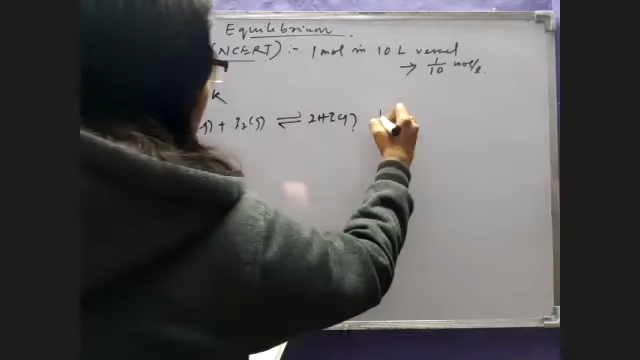 Equilibrium
(NCERT) :- 1 mol in 10 L vessel
→ 1/10 mol/L.
K
g) + I2(g) ⇌ 2HI(g)